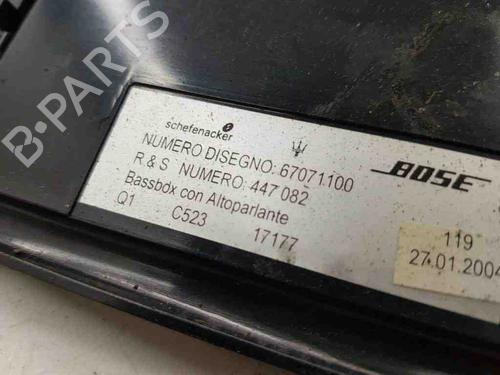 schefenacker
NUMERO DISEGNO: 67071100
R & S NUMERO: 447 082
Bassbox con Altoparlante
Q1 C523 17177
BOSE
119
27.01.2004
B-PARTS